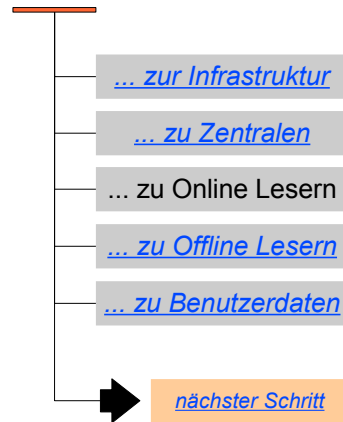 ... zur Infrastruktur
... zu Zentralen
... zu Online Lesern
... zu Offline Lesern
... zu Benutzerdaten
nächster Schritt